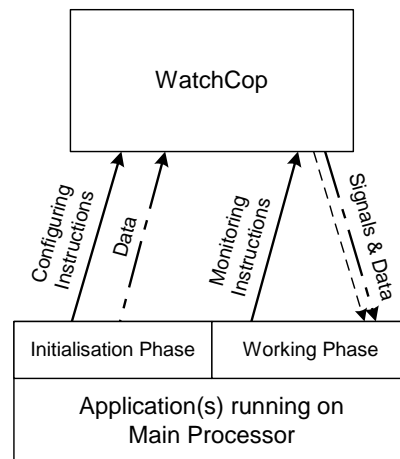 WatchCop
Configuring
Instructions
Data
Monitoring
Instructions
Signals & Data
Initialisation Phase
Working Phase
Application(s) running on
Main Processor